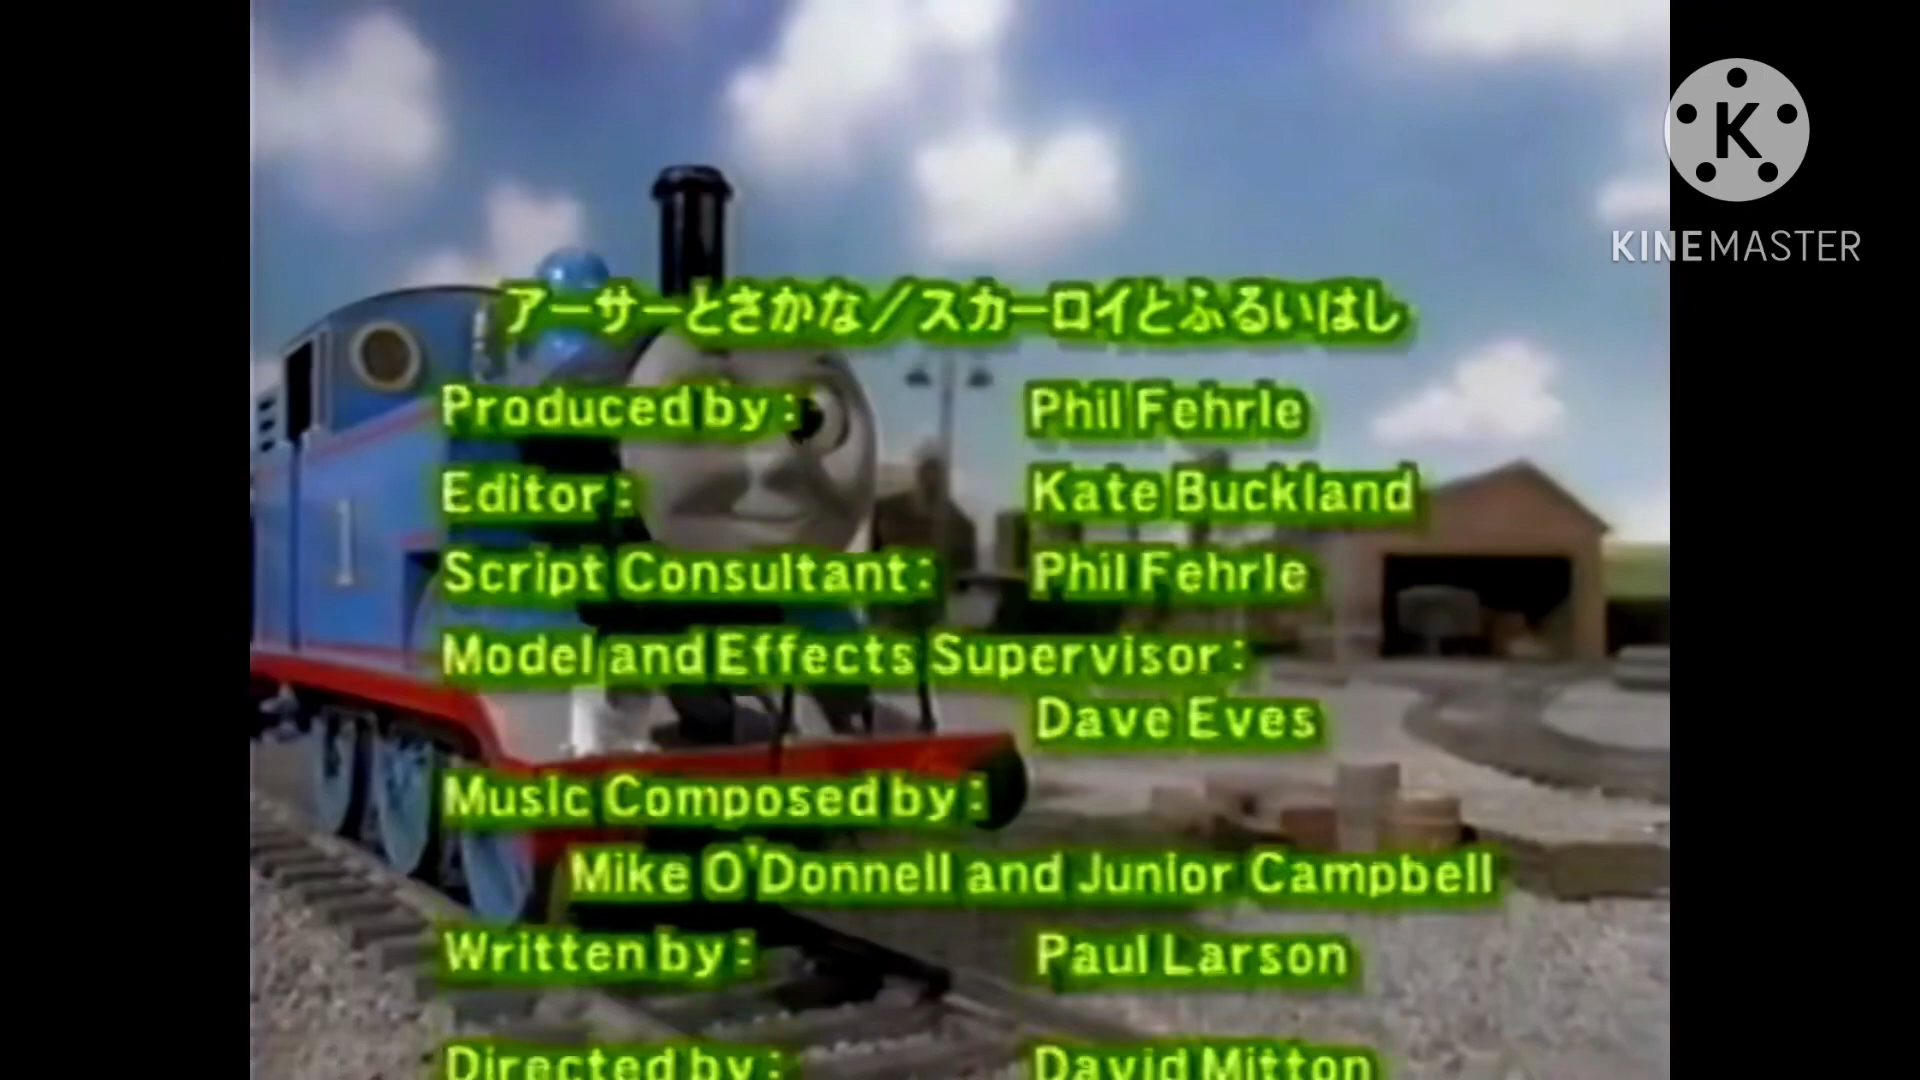 K
KINEMASTER
アーサーとさかな／スカーロイとふるいはし
Produced by: Phil Fehrle
Editor: Kate Buckland
Script Consultant: Phil Fehrle
Model and Effects Supervisor:
Dave Eves
Music Composed by:
Mike O'Donnell and Junior Campbell
Written by: Paul Larson
Directed by: David Mitton
1